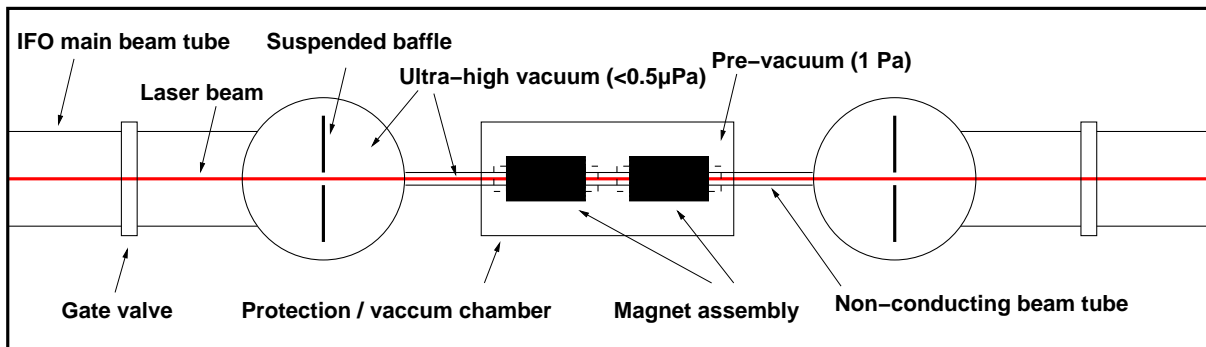 IFO main beam tube
Suspended baffle
Ultra−high vacuum (<0.5μPa)
Pre−vacuum (1 Pa)
Laser beam
Gate valve
Protection / vaccum chamber
Magnet assembly
Non−conducting beam tube